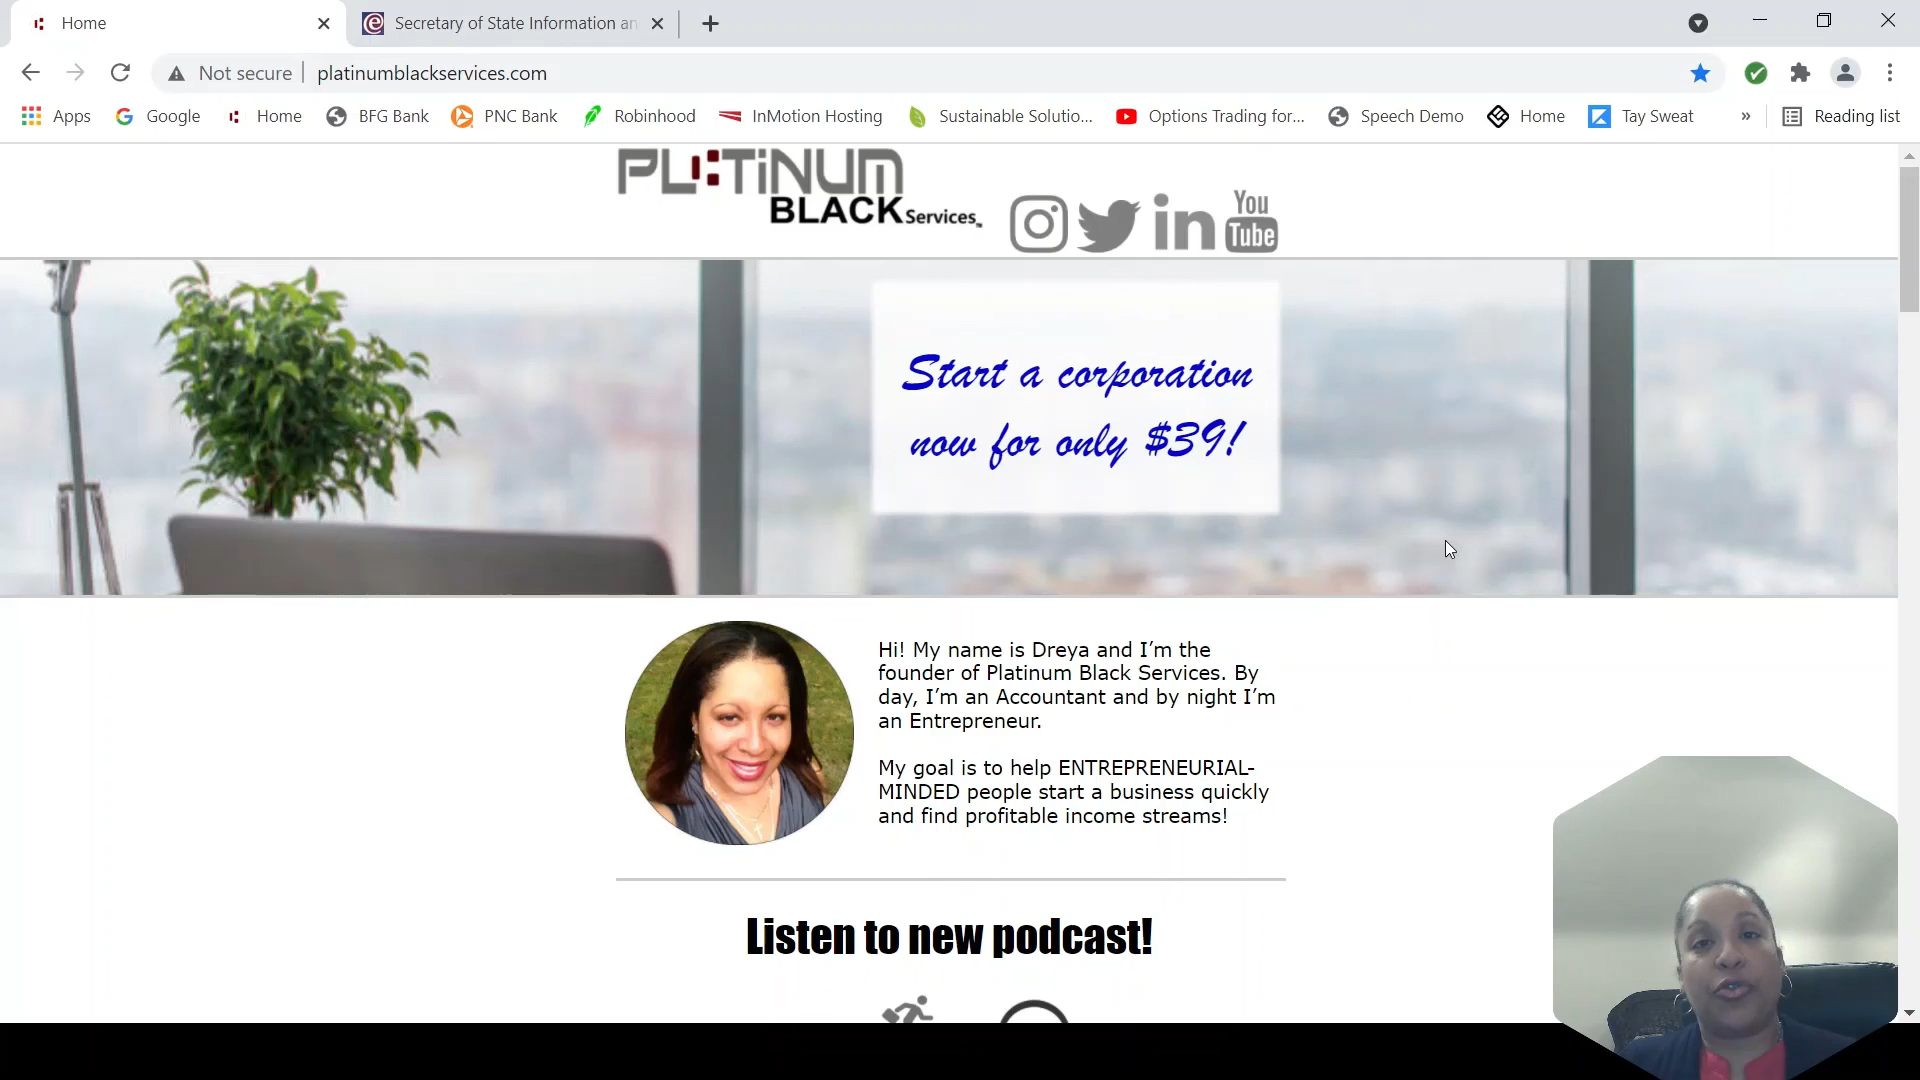 Home
Secretary of State Information an
Not secure
platinumblackservices.com
Apps
Google
Home
BFG Bank
PNC Bank
Robinhood
InMotion Hosting
Sustainable Solutio...
Options Trading for...
Speech Demo
Home
Tay Sweat
»
Reading list
PLATiNUM
BLACK Services
in
You
Tube
Start a corporation
now for only $39!
Hi! My name is Dreya and I’m the
founder of Platinum Black Services. By
day, I’m an Accountant and by night I’m
an Entrepreneur.
My goal is to help ENTREPRENEURIAL-
MINDED people start a business quickly
and find profitable income streams!
Listen to new podcast!